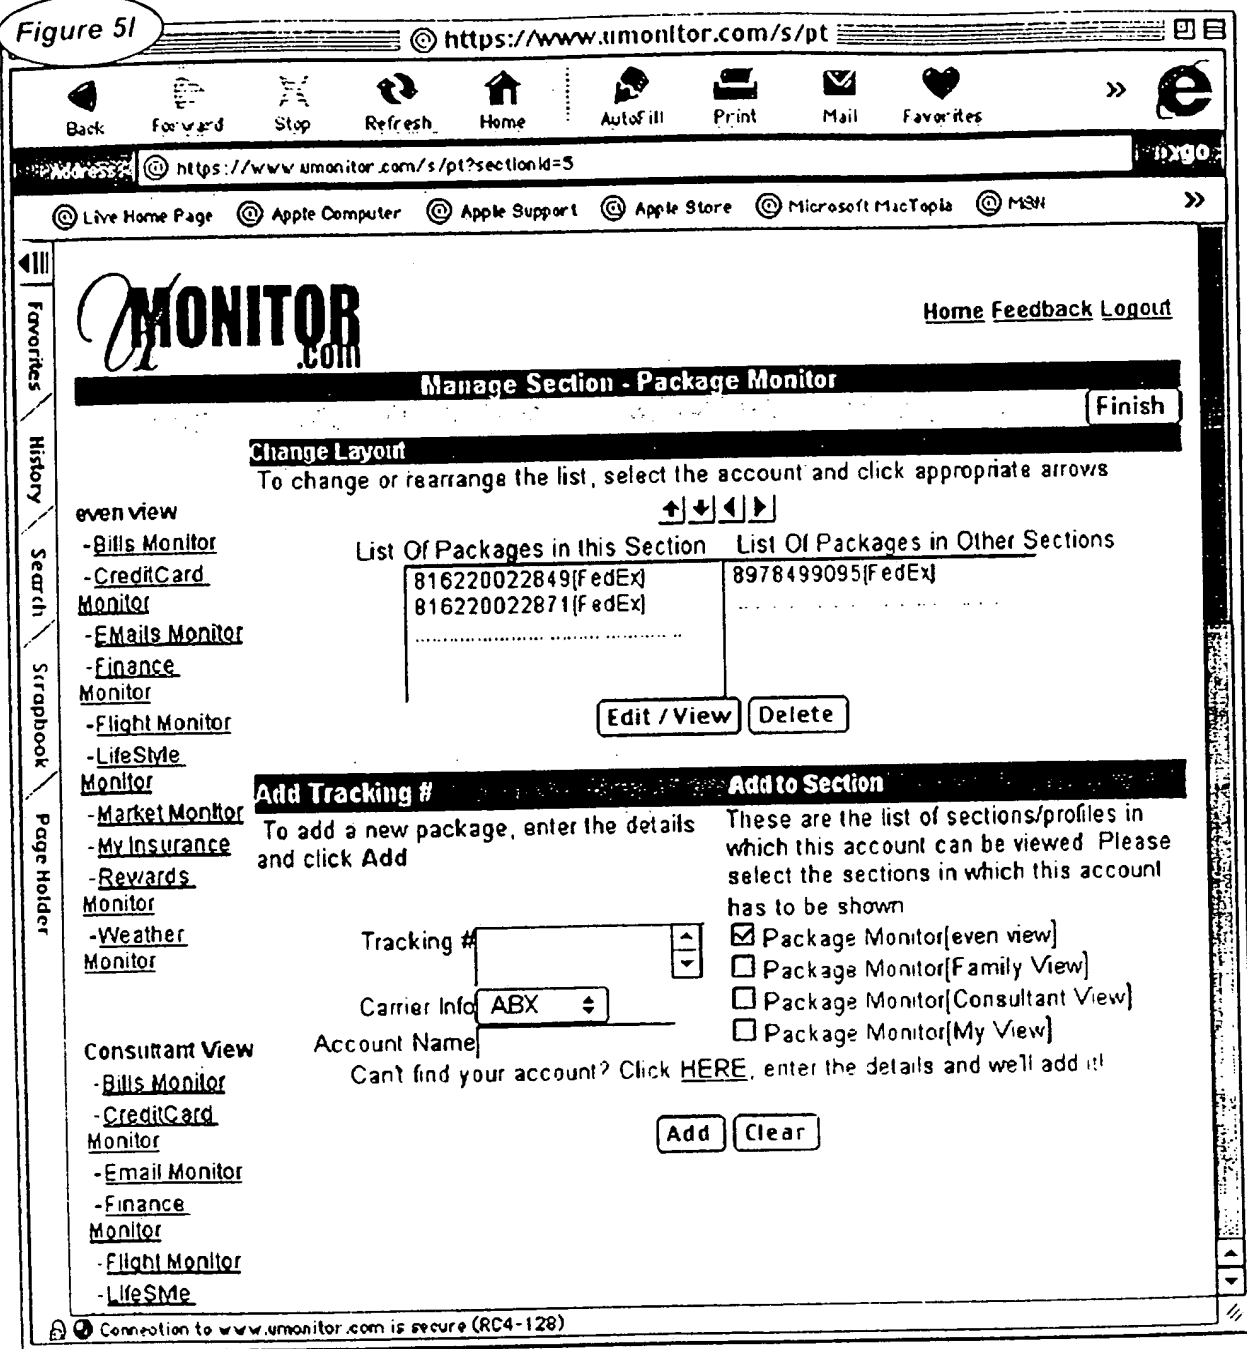 Figure 5l
https://www.umonitor.com/s/pt
Back Forward Stop Refresh Home AutoFill Print Mail Favorites »
Address @ https://www.umonitor.com/s/pt?sectionId=5
@ Live Home Page @ Apple Computer @ Apple Support @ Apple Store @ Microsoft MacTopia @ MSN »
Favorites
History
Search
Scrapbook
Page Holder
UMONITOR
.com
Home Feedback Logout
Manage Section - Package Monitor
Finish
Change Layout
To change or rearrange the list, select the account and click appropriate arrows
List Of Packages in this Section List Of Packages in Other Sections
816220022849[FedEx] 8978499095[FedEx]
816220022871[FedEx]
Edit / View Delete
even view
-Bills Monitor
-CreditCard
Monitor
-EMails Monitor
-Finance
Monitor
-Flight Monitor
-LifeStyle
Monitor
-Market Monitor
-My Insurance
-Rewards
Monitor
-Weather
Monitor
Add Tracking #
To add a new package, enter the details
and click Add
Add to Section
These are the list of sections/profiles in
which this account can be viewed Please
select the sections in which this account
has to be shown
Tracking #
Carrier Info ABX
Account Name
Package Monitor[even view]
Package Monitor[Family View]
Package Monitor[Consultant View]
Package Monitor[My View]
Can't find your account? Click HERE, enter the details and we'll add it!
Add Clear
Consultant View
-Bills Monitor
-CreditCard
Monitor
-Email Monitor
-Finance
Monitor
-Flight Monitor
-LifeStyle
Connection to www.umonitor.com is secure (RC4-128)